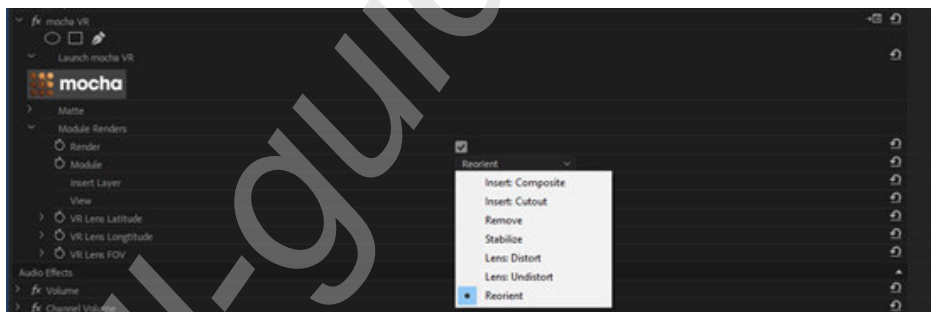 fx mocha VR
Launch mocha VR
mocha
Matte
Module Renders
Render
Module Reorient
Insert Layer
View
VR Lens Latitude
VR Lens Longtitude
VR Lens FOV
Insert: Composite
Insert: Cutout
Remove
Stabilize
Lens: Distort
Lens: Undistort
Reorient
Audio Effects
fx Volume
fx Channel Volume